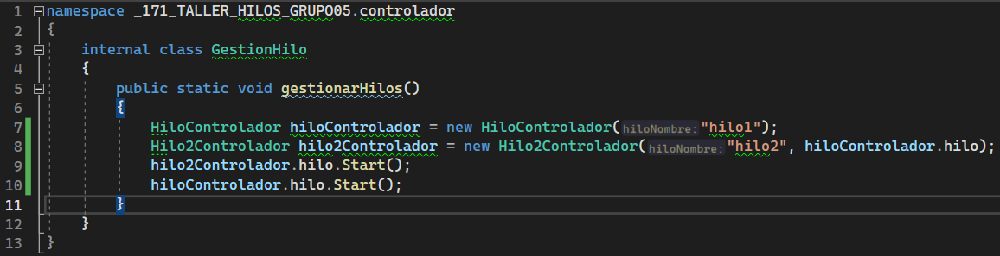 1 namespace _171_TALLER_HILOS_GRUPO05.controlador
2 {
3 internal class GestionHilo
4 {
5 public static void gestionarHilos()
6 {
7 HiloControlador hiloControlador = new HiloControlador(hiloNombre:"hilo1");
8 Hilo2Controlador hilo2Controlador = new Hilo2Controlador(hiloNombre:"hilo2", hiloControlador.hilo);
9 hilo2Controlador.hilo.Start();
10 hiloControlador.hilo.Start();
11 }
12 }
13 }